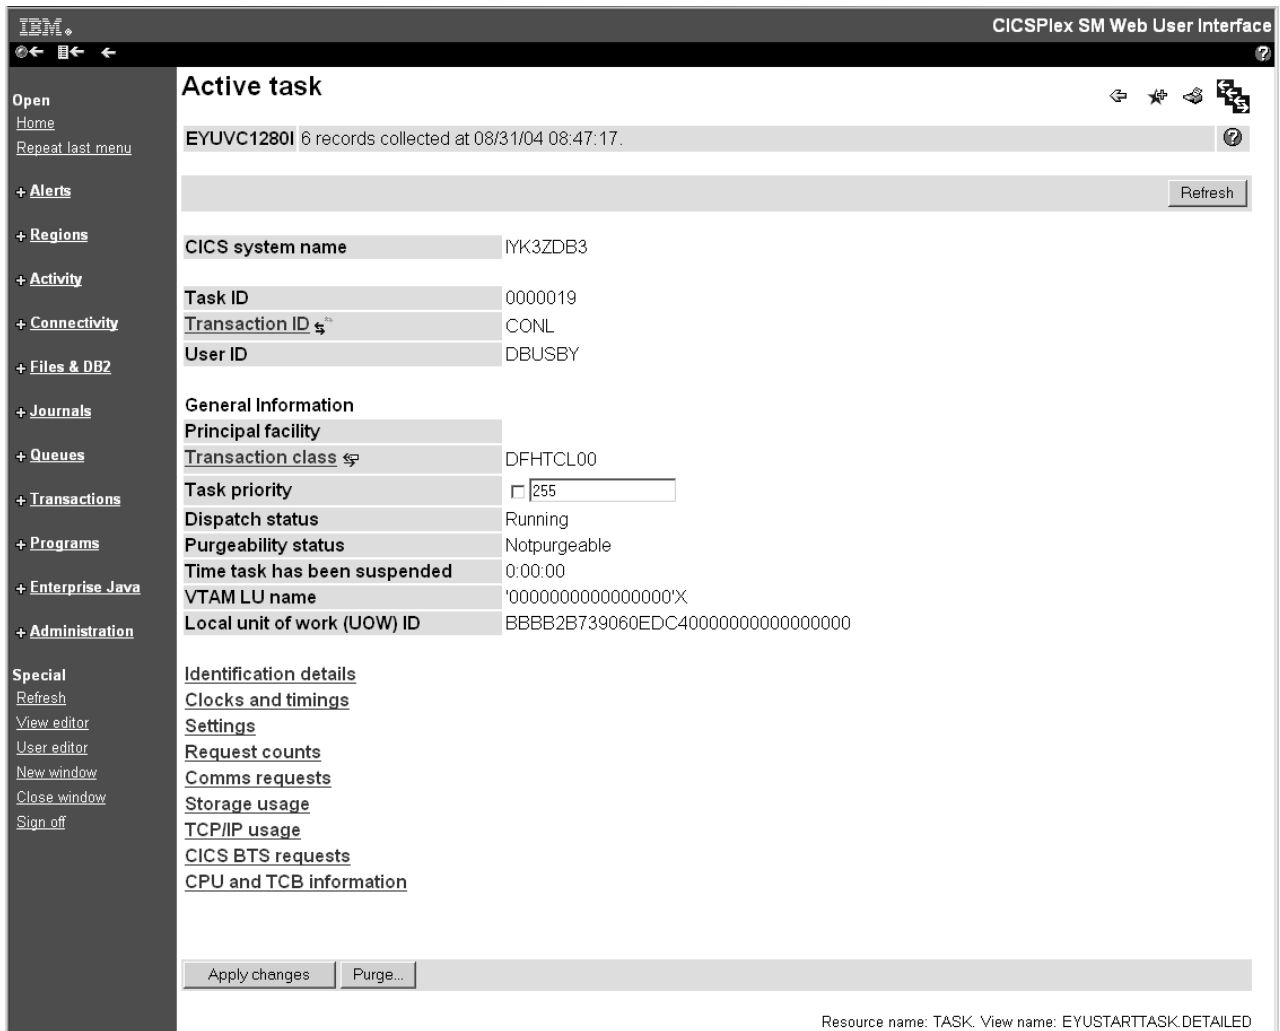 IBM.
CICSPlex SM Web User Interface
Active task
Open
Home
Repeat last menu
+ Alerts
+ Regions
+ Activity
+ Connectivity
+ Files & DB2
+ Journals
+ Queues
+ Transactions
+ Programs
+ Enterprise Java
+ Administration
Special
Refresh
View editor
User editor
New window
Close window
Sign off
EYUVC1280I 6 records collected at 08/31/04 08:47:17.
Refresh
CICS system name IYK3ZDB3
Task ID 0000019
Transaction ID CONL
User ID DBUSBY
General Information
Principal facility
Transaction class DFHTCL00
Task priority 255
Dispatch status Running
Purgeability status Notpurgeable
Time task has been suspended 0:00:00
VTAM LU name '0000000000000000'X
Local unit of work (UOW) ID BBBB2B739060EDC40000000000000000
Identification details
Clocks and timings
Settings
Request counts
Comms requests
Storage usage
TCP/IP usage
CICS BTS requests
CPU and TCB information
Apply changes Purge...
Resource name: TASK. View name: EYUSTARTTASK.DETAILED